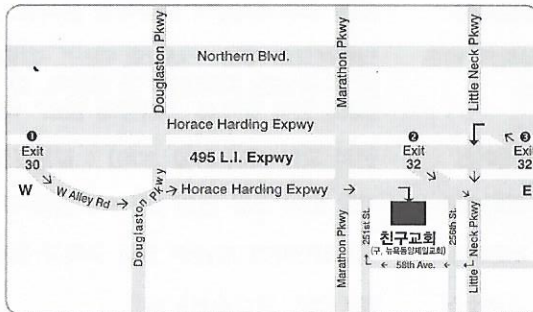 Douglaston Pkwy
Marathon Pkwy
Little Neck Pkwy
Northern Blvd.
Horace Harding Expwy
❶
Exit
30
495 L.I. Expwy
❷
Exit
32
❸
Exit
32
W
W Alley Rd
Douglaston Pkwy
Horace Harding Expwy
E
Marathon Pkwy
251st St.
친구교회
(구, 뉴욕동양제일교회)
256th St.
Little Neck Pkwy
58th Ave.